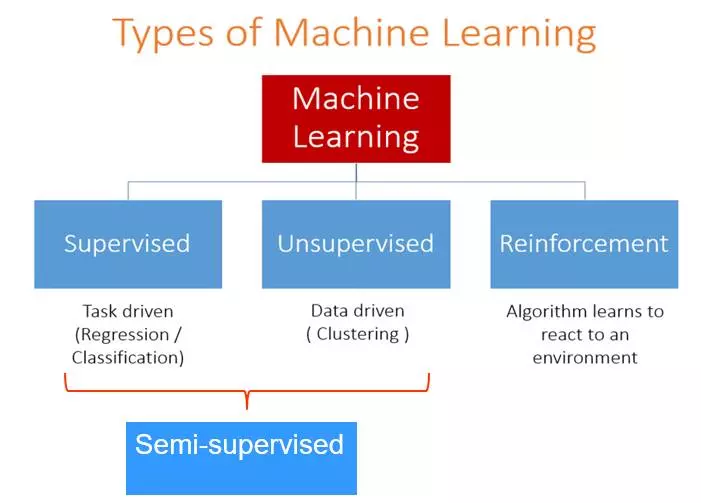 Types of Machine Learning
Machine
Learning
Supervised
Unsupervised
Reinforcement
Task driven
(Regression /
Classification)
Data driven
( Clustering )
Algorithm learns to
react to an
environment
Semi-supervised